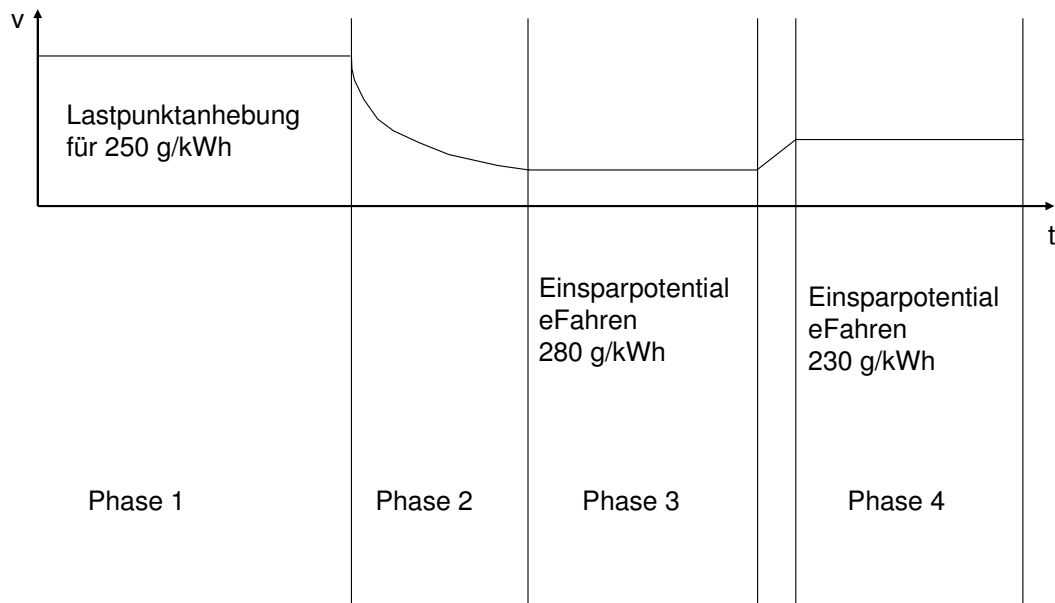 v
Lastpunktanhebung
für 250 g/kWh
t
Einsparpotential
eFahren
280 g/kWh
Einsparpotential
eFahren
230 g/kWh
Phase 1
Phase 2
Phase 3
Phase 4